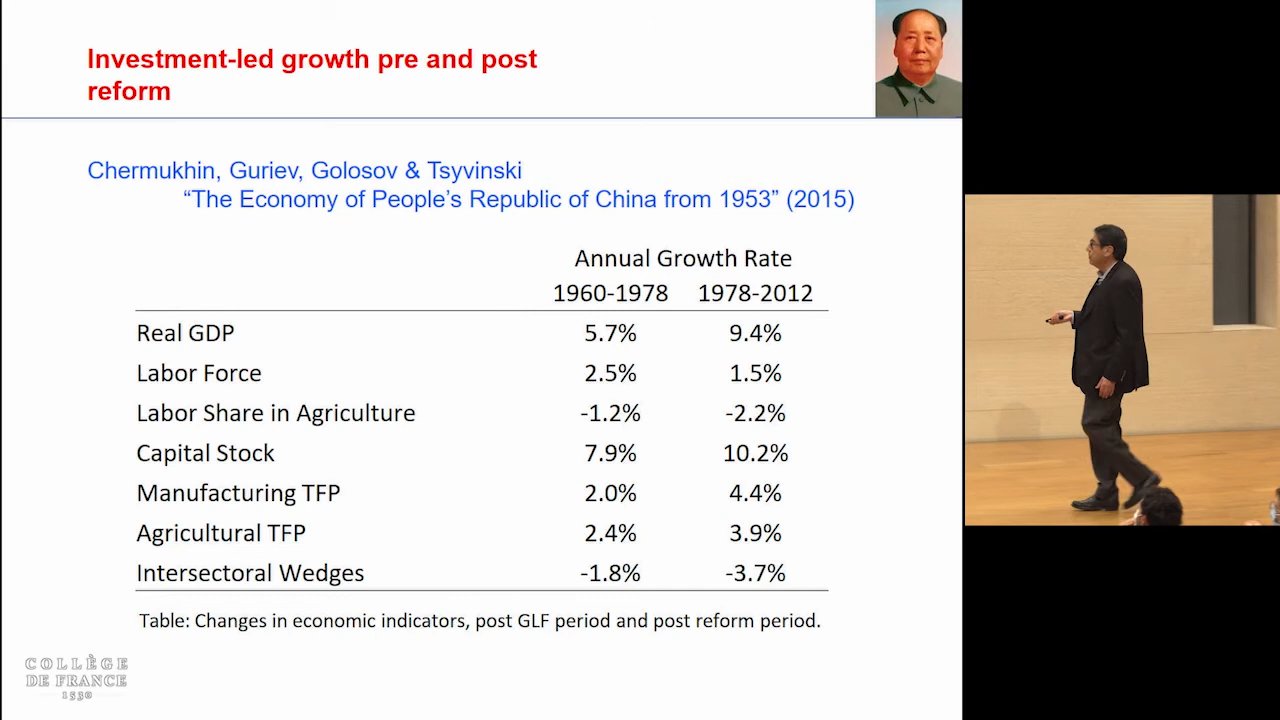 Investment-led growth pre and post
reform
Chermukhin, Guriev, Golosov & Tsyvinski
“The Economy of People’s Republic of China from 1953” (2015)
Annual Growth Rate
1960-1978 1978-2012
Real GDP 5.7% 9.4%
Labor Force 2.5% 1.5%
Labor Share in Agriculture -1.2% -2.2%
Capital Stock 7.9% 10.2%
Manufacturing TFP 2.0% 4.4%
Agricultural TFP 2.4% 3.9%
Intersectoral Wedges -1.8% -3.7%
Table: Changes in economic indicators, post GLF period and post reform period.
COLLÈGE
DE FRANCE
1530